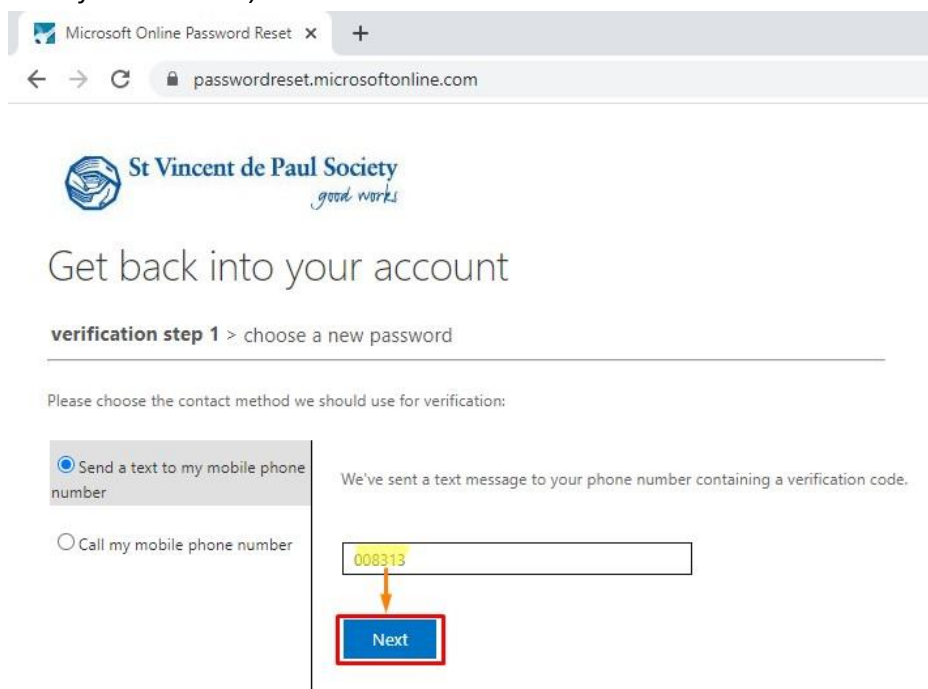 Microsoft Online Password Reset
passwordreset.microsoftonline.com
St Vincent de Paul Society
good works
Get back into your account
verification step 1 > choose a new password
Please choose the contact method we should use for verification:
Send a text to my mobile phone
number
We've sent a text message to your phone number containing a verification code.
Call my mobile phone number
008313
Next